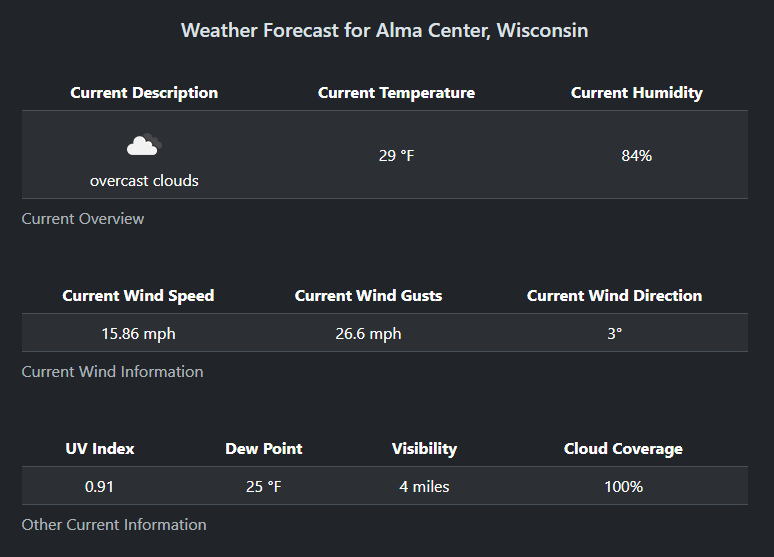 Weather Forecast for Alma Center, Wisconsin
Current Description Current Temperature Current Humidity
29 °F 84%
overcast clouds
Current Overview
Current Wind Speed Current Wind Gusts Current Wind Direction
15.86 mph 26.6 mph 3°
Current Wind Information
UV Index Dew Point Visibility Cloud Coverage
0.91 25 °F 4 miles 100%
Other Current Information